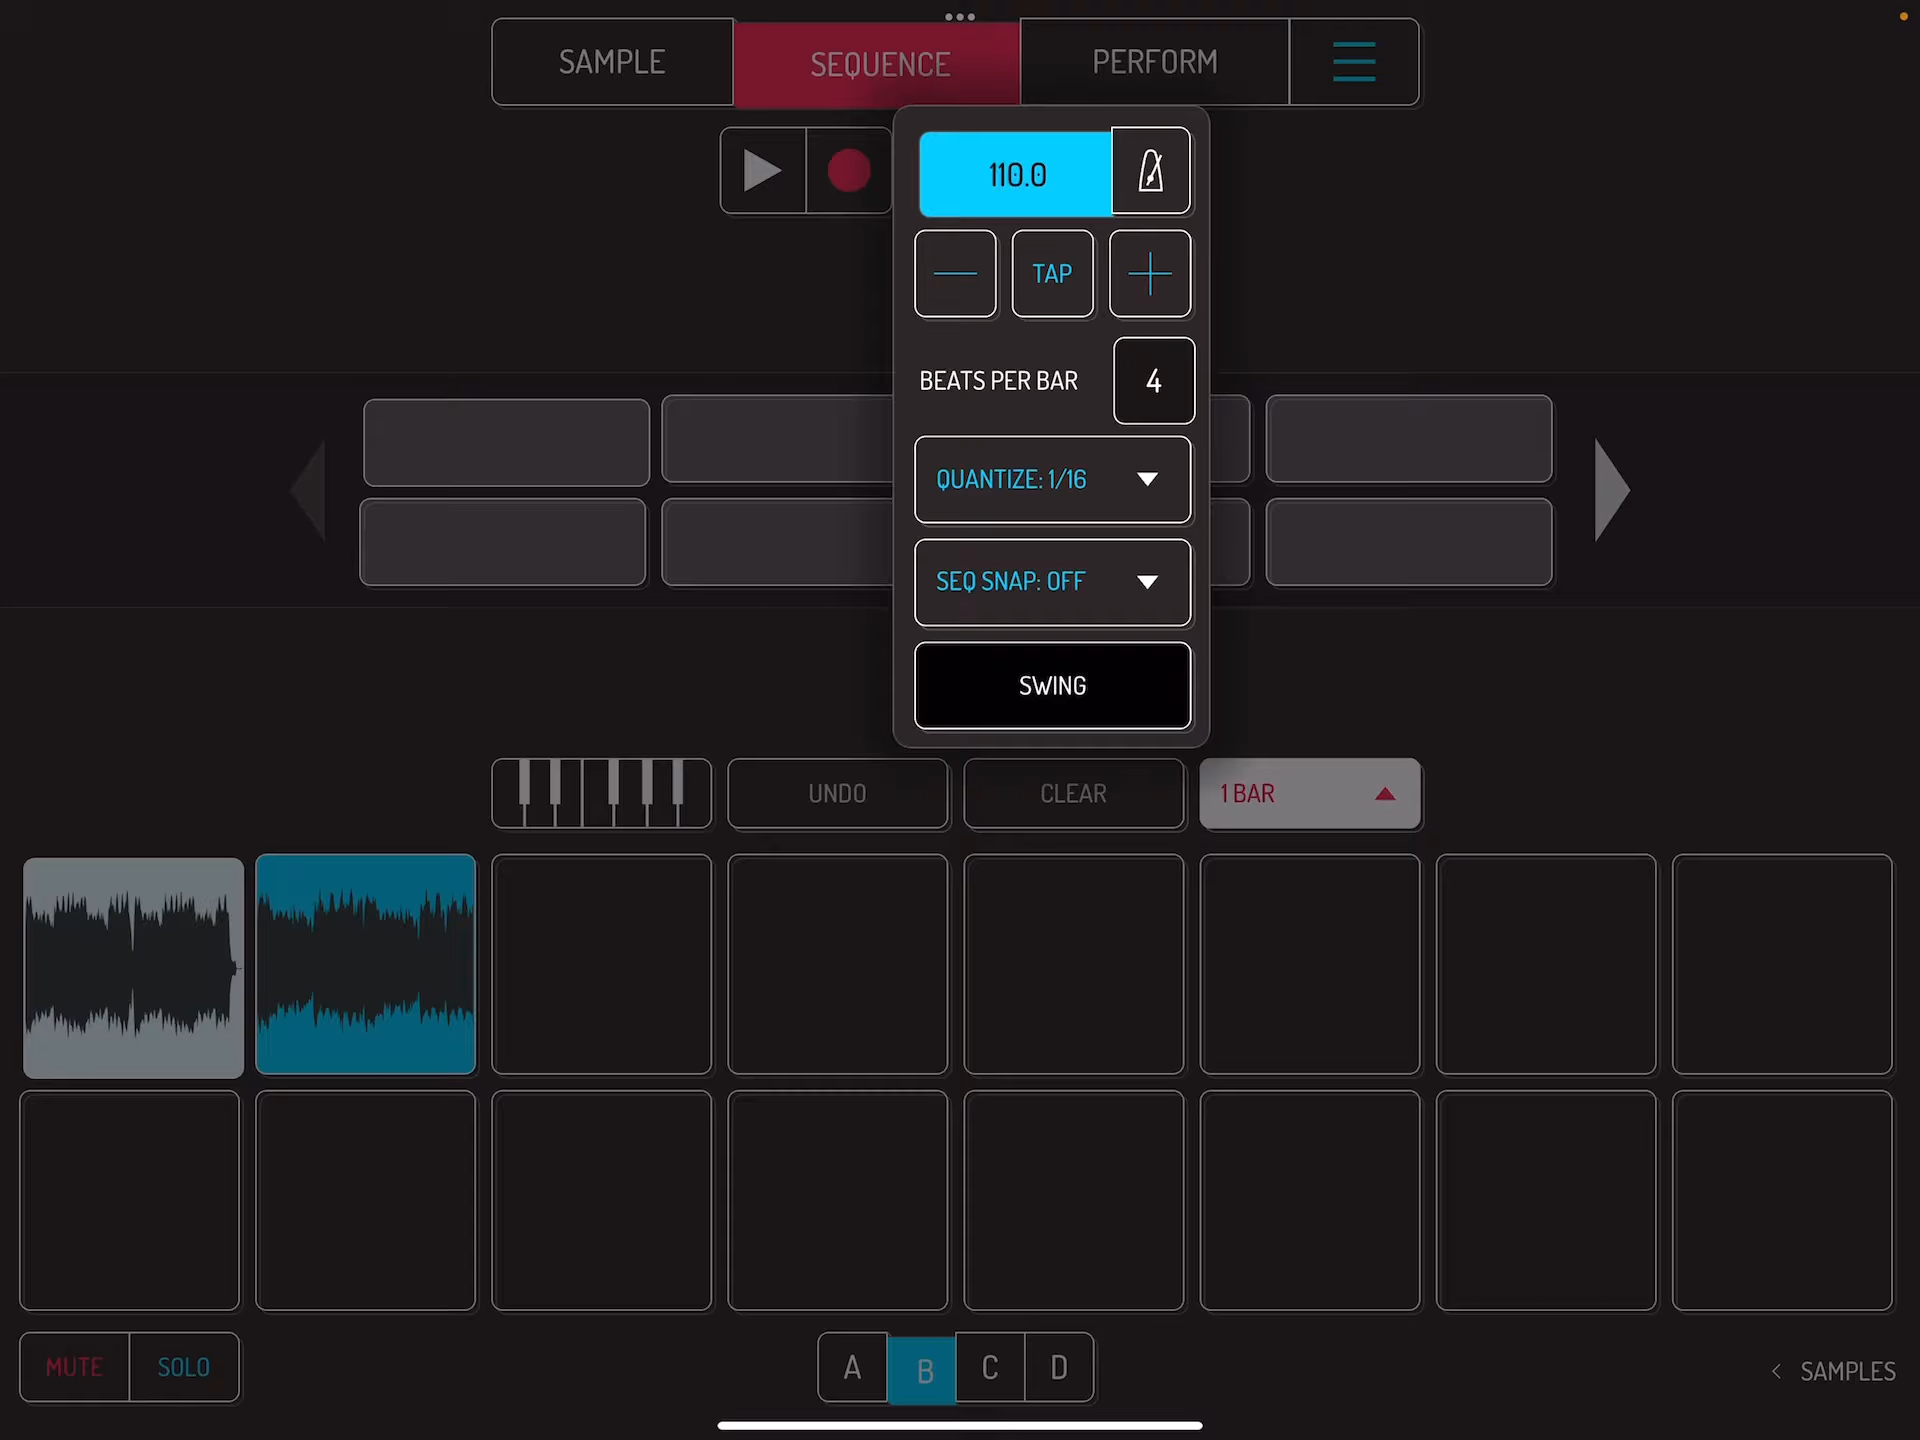 SAMPLE
SEQUENCE
PERFORM
110.0
TAP
BEATS PER BAR
4
QUANTIZE: 1/16
SEQ SNAP: OFF
SWING
UNDO
CLEAR
1 BAR
MUTE
SOLO
A
B
C
D
< SAMPLES